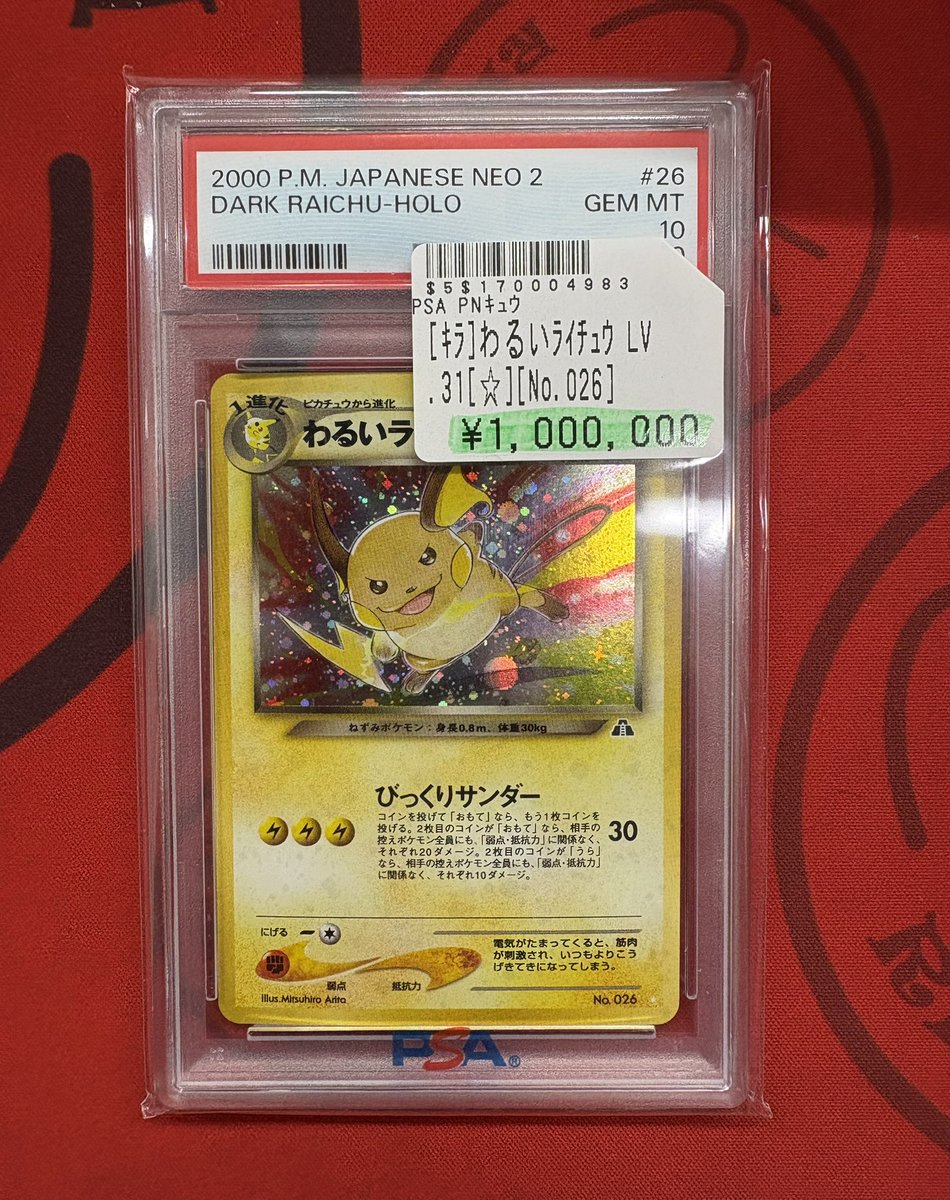 2000 P.M. JAPANESE NEO 2 #26
DARK RAICHU-HOLO GEM MT
10
$5$170004983
PSA PNキュウ
[キラ]わるいライチュウ LV
.31[☆][No.026]
¥1,000,000
1進化
ピカチュウから進化
わるいラ
ねずみポケモン：身長0.8m、体重30kg
びっくりサンダー
30
コインを投げて「おもて」なら、もう1枚コインを
投げる。2枚目のコインが「おもて」なら、相手の
控えポケモン全員にも、「弱点・抵抗力」に関係なく、
それぞれ20ダメージ。2枚目のコインが「うら」
なら、相手の控えポケモン全員にも、「弱点・抵抗力」
に関係なく、それぞれ10ダメージ。
にげる
弱点 抵抗力
電気がたまってくると、筋肉
が刺激され、いつもよりこう
げきてきになってしまう。
Illus.Mitsuhiro Arita No. 026 ★
PSA®